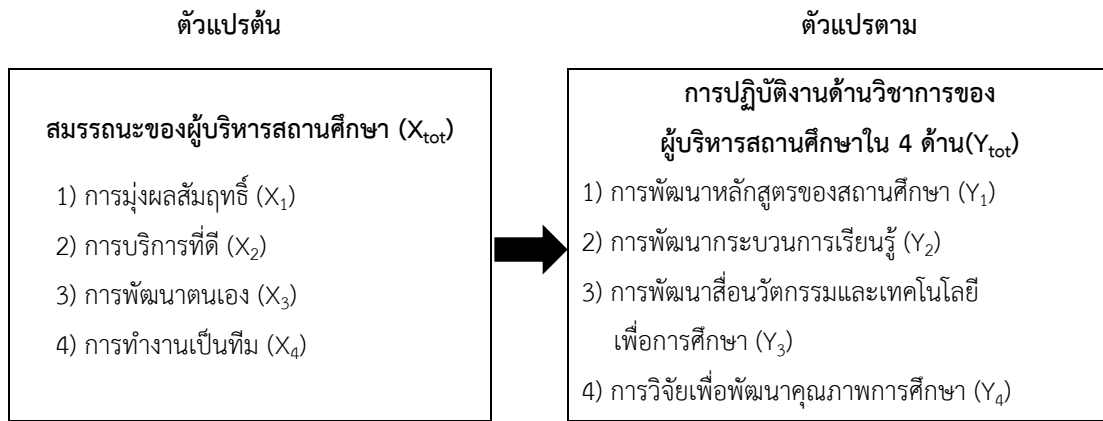 ตัวแปรต้น
สมรรถนะของผู้บริหารสถานศึกษา (Xtot)
1) การมุ่งผลสัมฤทธิ์ (X1)
2) การบริการที่ดี (X2)
3) การพัฒนาตนเอง (X3)
4) การทำงานเป็นทีม (X4)
ตัวแปรตาม
การปฏิบัติงานด้านวิชาการของ
ผู้บริหารสถานศึกษาใน 4 ด้าน(Ytot)
1) การพัฒนาหลักสูตรของสถานศึกษา (Y1)
2) การพัฒนากระบวนการเรียนรู้ (Y2)
3) การพัฒนาสื่อนวัตกรรมและเทคโนโลยี
เพื่อการศึกษา (Y3)
4) การวิจัยเพื่อพัฒนาคุณภาพการศึกษา (Y4)